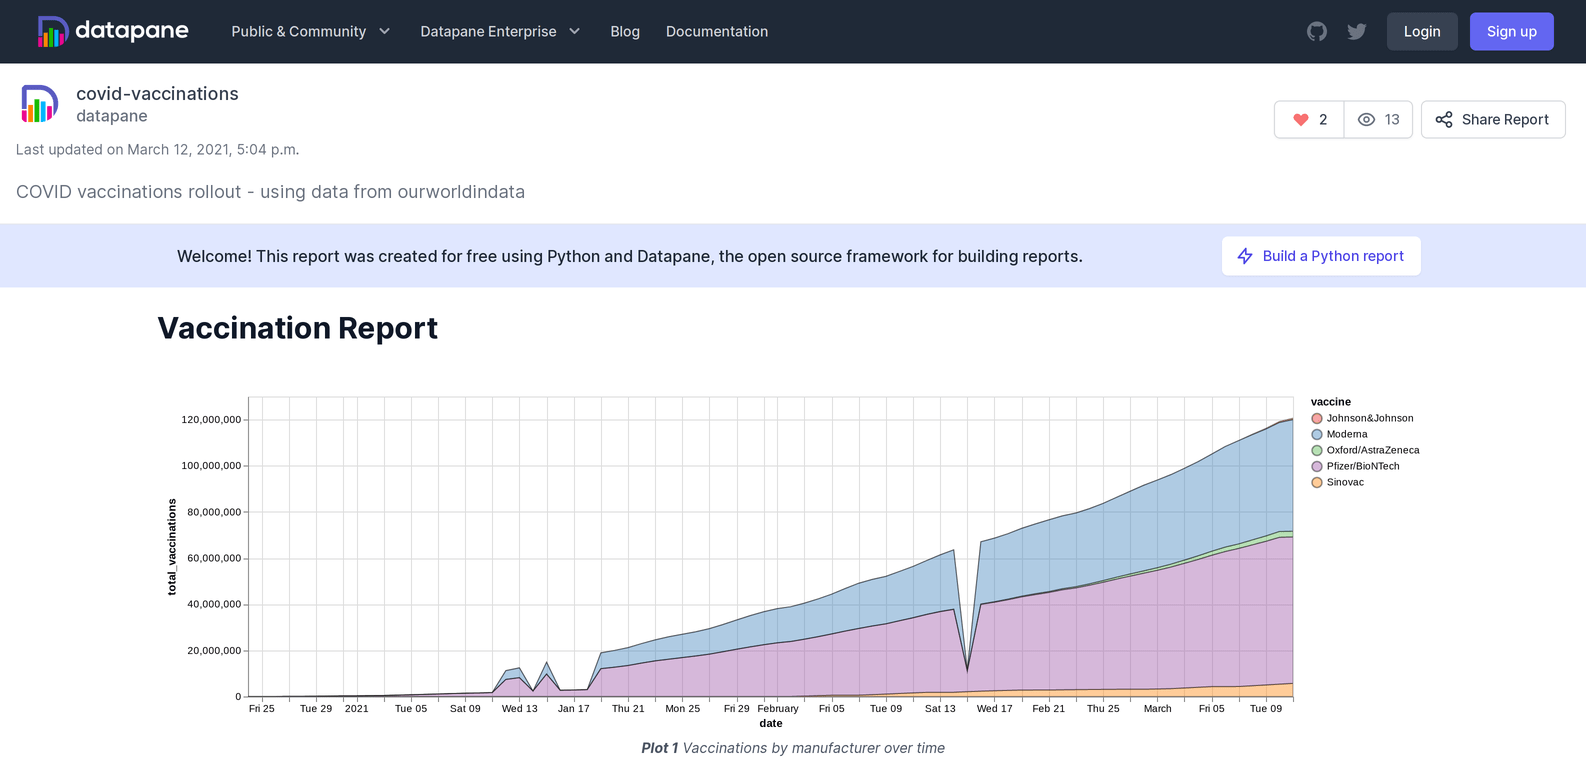 datapane
Public & Community
Datapane Enterprise
Blog
Documentation
Login
Sign up
covid-vaccinations
datapane
2
13
Share Report
Last updated on March 12, 2021, 5:04 p.m.
COVID vaccinations rollout - using data from ourworldindata
Welcome! This report was created for free using Python and Datapane, the open source framework for building reports.
Build a Python report
Vaccination Report
total_vaccinations
120,000,000
100,000,000
80,000,000
60,000,000
40,000,000
20,000,000
0
Fri 25
Tue 29
2021
Tue 05
Sat 09
Wed 13
Jan 17
Thu 21
Mon 25
Fri 29
February
Fri 05
Tue 09
Sat 13
Wed 17
Feb 21
Thu 25
March
Fri 05
Tue 09
date
vaccine
Johnson&Johnson
Moderna
Oxford/AstraZeneca
Pfizer/BioNTech
Sinovac
Plot 1 Vaccinations by manufacturer over time